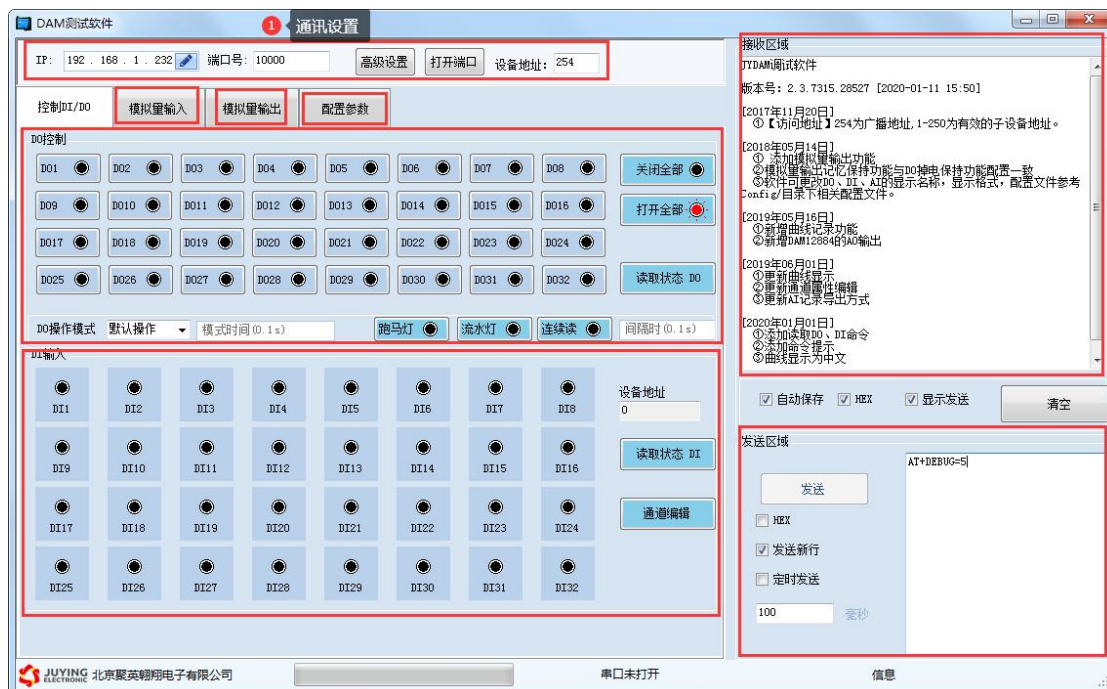 DAM测试软件
1 通讯设置
IP: 192 . 168 . 1 . 232 端口号: 10000 高级设置 打开端口 设备地址: 254
控制DI/DO 模拟量输入 模拟量输出 配置参数
DO控制
DO1 DO2 DO3 DO4 DO5 DO6 DO7 DO8 关闭全部
DO9 DO10 DO11 DO12 DO13 DO14 DO15 DO16 打开全部
DO17 DO18 DO19 DO20 DO21 DO22 DO23 DO24
DO25 DO26 DO27 DO28 DO29 DO30 DO31 DO32 读取状态 DO
DO操作模式 默认操作 模式时间(0.1s) 跑马灯 流水灯 连续读 间隔时(0.1s)
DI输入
DI1 DI2 DI3 DI4 DI5 DI6 DI7 DI8
设备地址
0
DI9 DI10 DI11 DI12 DI13 DI14 DI15 DI16
读取状态 DI
DI17 DI18 DI19 DI20 DI21 DI22 DI23 DI24
通道编辑
DI25 DI26 DI27 DI28 DI29 DI30 DI31 DI32
接收区域
JYDAM调试软件
版本号: 2.3.7315.28527 [2020-01-11 15:50]
[2017年11月20日]
①【访问地址】254为广播地址,1-250为有效的子设备地址。
[2018年05月14日]
① 添加模拟量输出功能
②模拟量输出记忆保持功能与DO掉电保持功能配置一致
③软件可更改DO、DI、AI的显示名称，显示格式，配置文件参考
Config/目录下相关配置文件。
[2019年05月16日]
①新增曲线记录功能
②新增DAM12884的AO输出
[2019年06月01日]
①更新曲线显示
②更新通道属性编辑
③更新AI记录导出方式
[2020年01月01日]
①添加读取DO、DI命令
②添加命令提示
③曲线显示为中文
自动保存 HEX 显示发送 清空
发送区域
AT+DEBUG=5
发送
HEX
发送新行
定时发送
100 毫秒
JUYING ELECTRONIC 北京聚英翱翔电子有限公司 串口未打开 信息